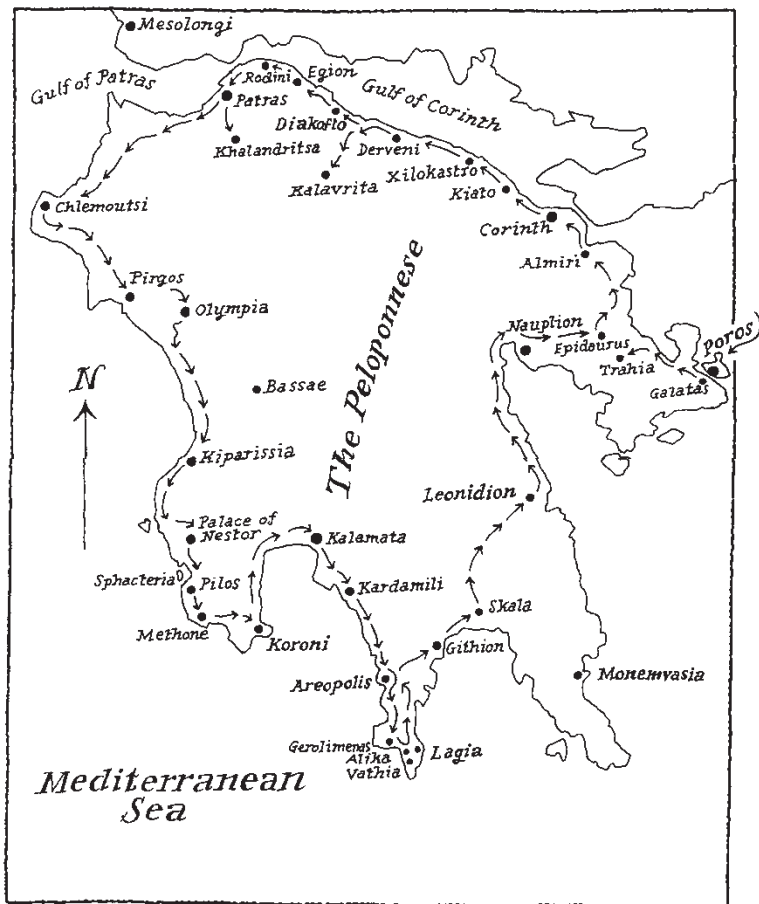 Mesolongi
Gulf of Patras
Rodini
Egion
Gulf of Corinth
Patras
Diakofto
Khalandritsa
Derveni
Kalavrita
Xilokastro
Kiato
Chlemoutsi
Corinth
Almiri
Pirgos
Olympia
Nauplion
Epidaurus
Poros
Trahia
Galatas
N
Bassae
The Peloponnese
Kiparissia
Leonidion
Palace of
Nestor
Kalamata
Sphacteria
Pilos
Kardamili
Skala
Methone
Koroni
Githion
Areopolis
Monemvasia
Gerolimenas
Alika
Vathia
Lagia
Mediterranean
Sea